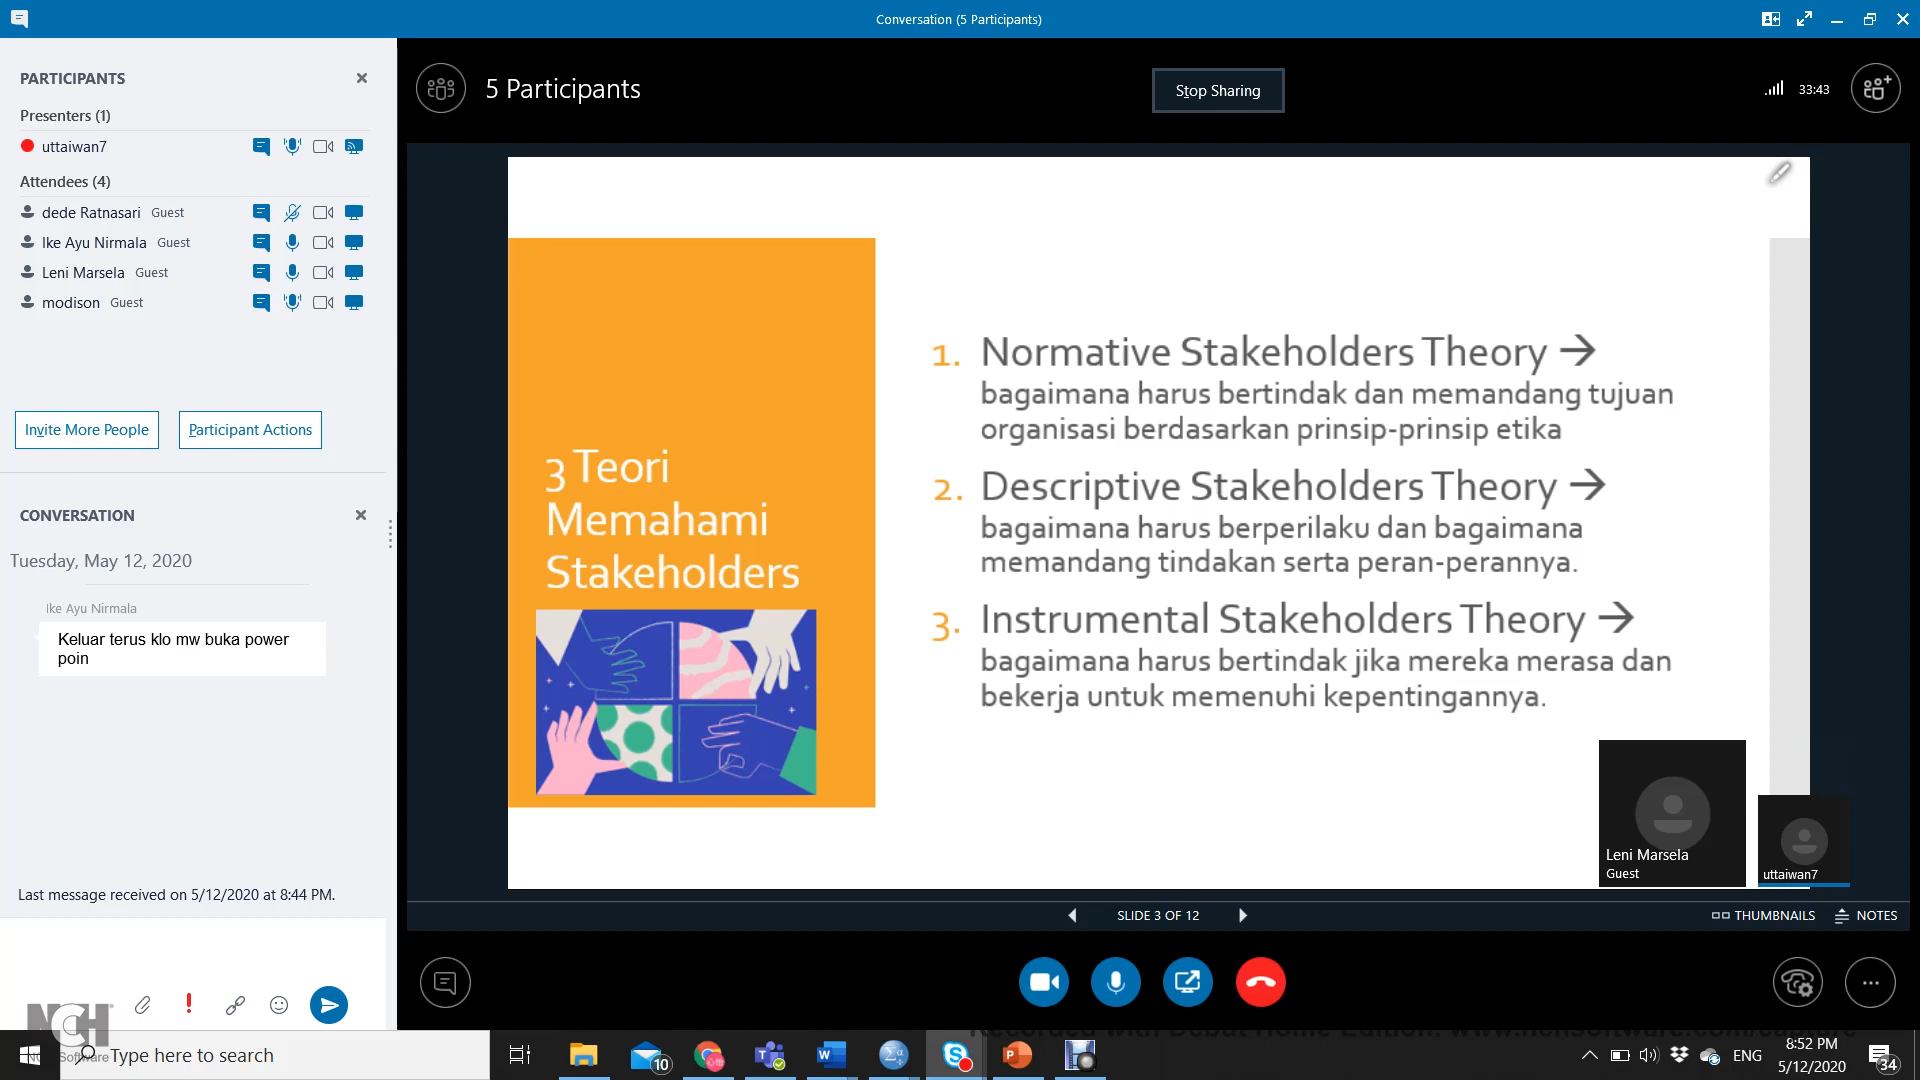 Conversation (5 Participants)
PARTICIPANTS
Presenters (1)
uttaiwan7
Attendees (4)
dede Ratnasari Guest
Ike Ayu Nirmala Guest
Leni Marsela Guest
modison Guest
Invite More People
Participant Actions
CONVERSATION
Tuesday, May 12, 2020
Ike Ayu Nirmala
Keluar terus klo mw buka power
poin
Last message received on 5/12/2020 at 8:44 PM.
5 Participants
Stop Sharing
33:43
3 Teori
Memahami
Stakeholders
1. Normative Stakeholders Theory →
bagaimana harus bertindak dan memandang tujuan
organisasi berdasarkan prinsip-prinsip etika
2. Descriptive Stakeholders Theory →
bagaimana harus berperilaku dan bagaimana
memandang tindakan serta peran-perannya.
3. Instrumental Stakeholders Theory →
bagaimana harus bertindak jika mereka merasa dan
bekerja untuk memenuhi kepentingannya.
Leni Marsela
Guest
uttaiwan7
SLIDE 3 OF 12
THUMBNAILS
NOTES
NCH
Software
Type here to search
10
ENG
8:52 PM
5/12/2020
34